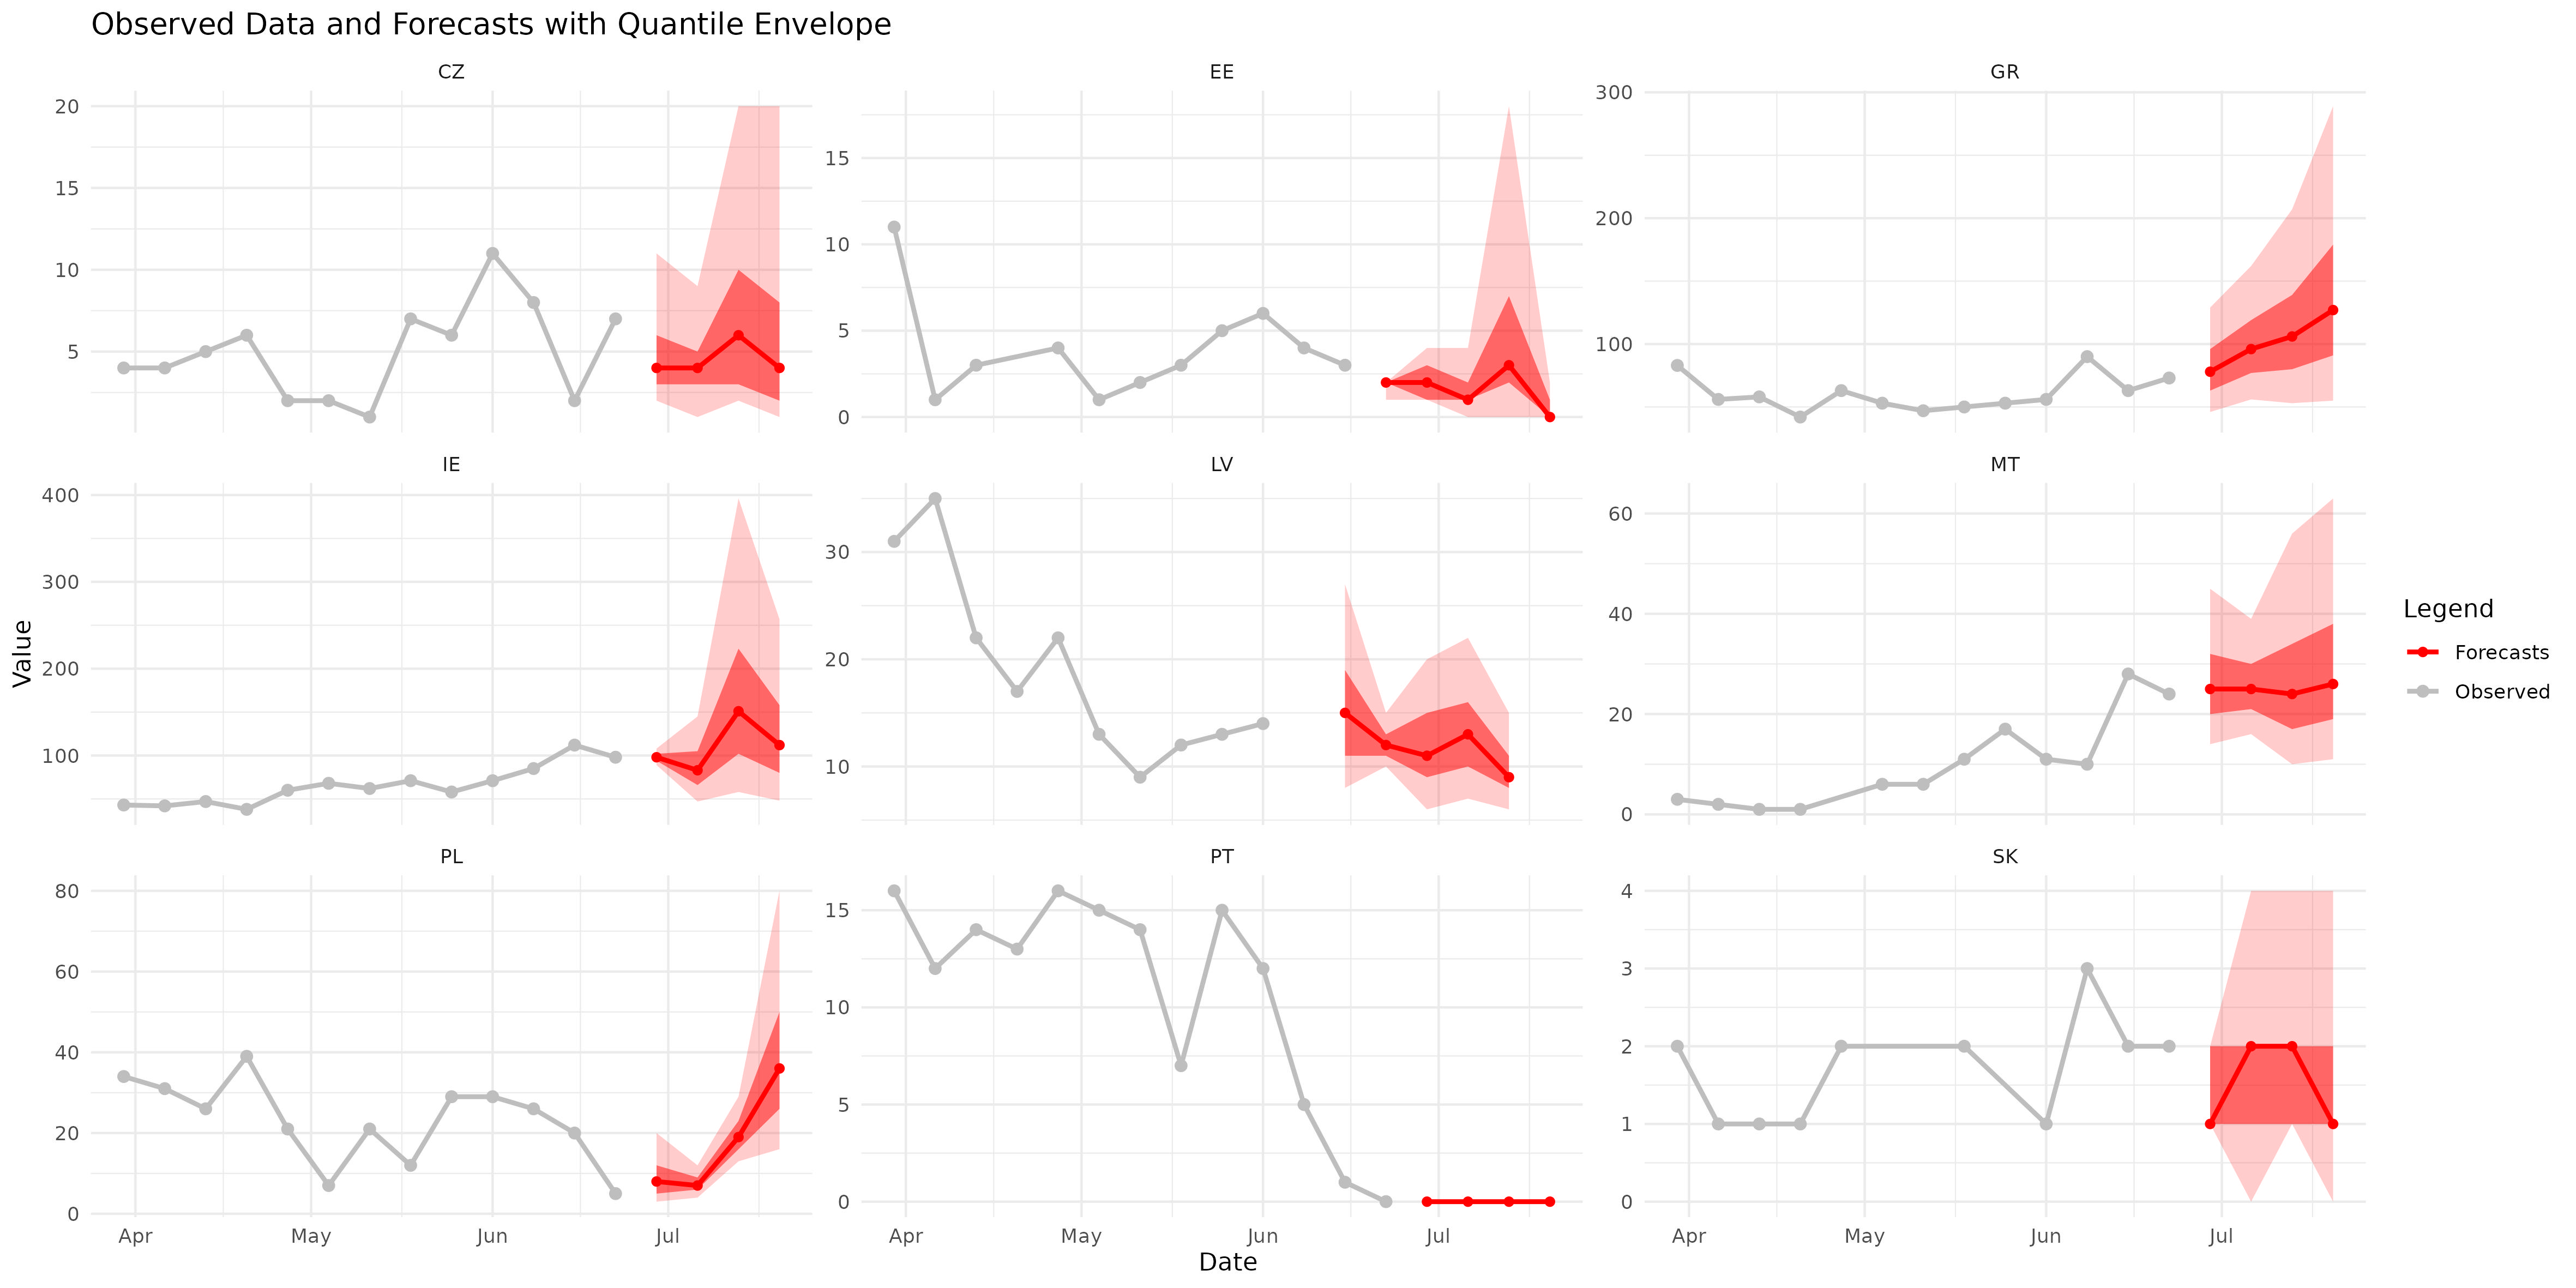 Observed Data and Forecasts with Quantile Envelope
CZ
EE
GR
20
15
10
5
15
10
5
0
300
200
100
IE
LV
MT
400
300
200
100
30
20
10
60
40
20
0
PL
PT
SK
80
60
40
20
0
15
10
5
0
4
3
2
1
0
Apr May Jun Jul
Apr May Jun Jul
Apr May Jun Jul
Value
Date
Legend
Forecasts
Observed